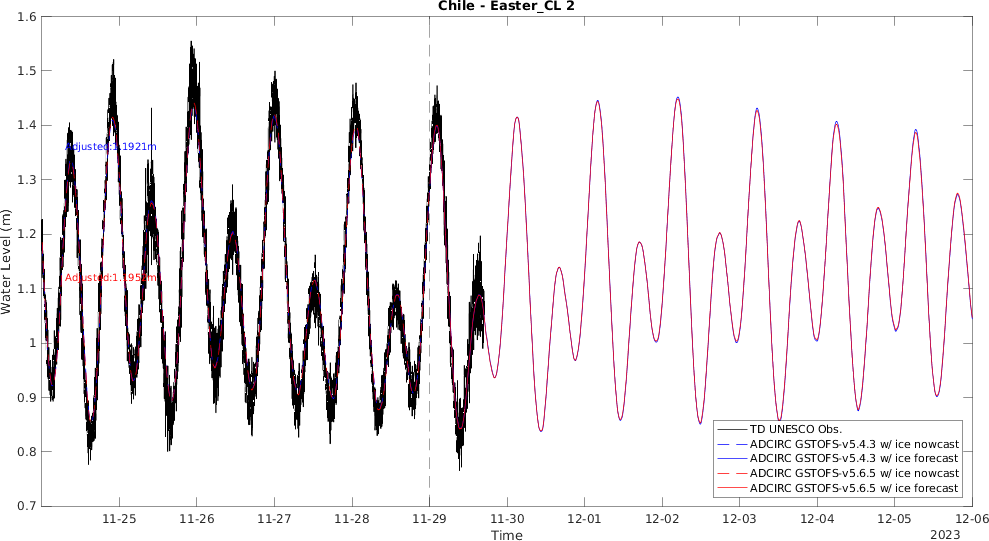 Chile - Easter_CL 2
1.6
1.5
1.4
1.3
1.2
1.1
1
0.9
0.8
0.7
Water Level (m)
Adjusted:1.1921m
TD UNESCO Obs.
ADCIRC GSTOFS-v5.4.3 w/ ice nowcast
ADCIRC GSTOFS-v5.4.3 w/ ice forecast
ADCIRC GSTOFS-v5.6.5 w/ ice nowcast
ADCIRC GSTOFS-v5.6.5 w/ ice forecast
11-25 11-26 11-27 11-28 11-29 11-30 12-01 12-02 12-03 12-04 12-05 12-06
Time
2023